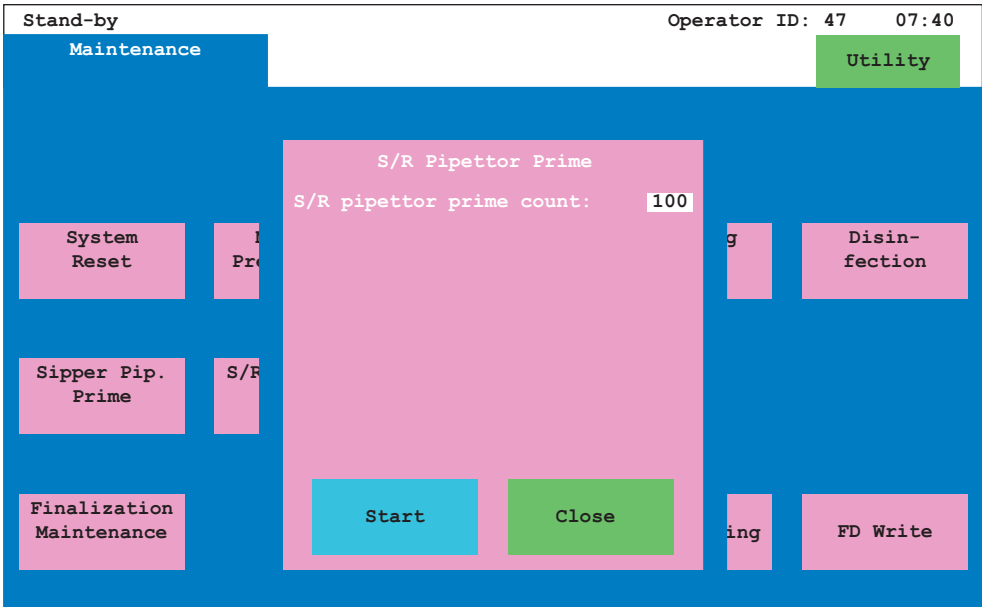 Stand-by
Operator ID: 47 07:40
Maintenance
Utility
S/R Pipettor Prime
S/R pipettor prime count: 100
System
Reset
Disin-
fection
Sipper Pip.
Prime
S/R
Start
Close
Finalization
Maintenance
ing
FD Write